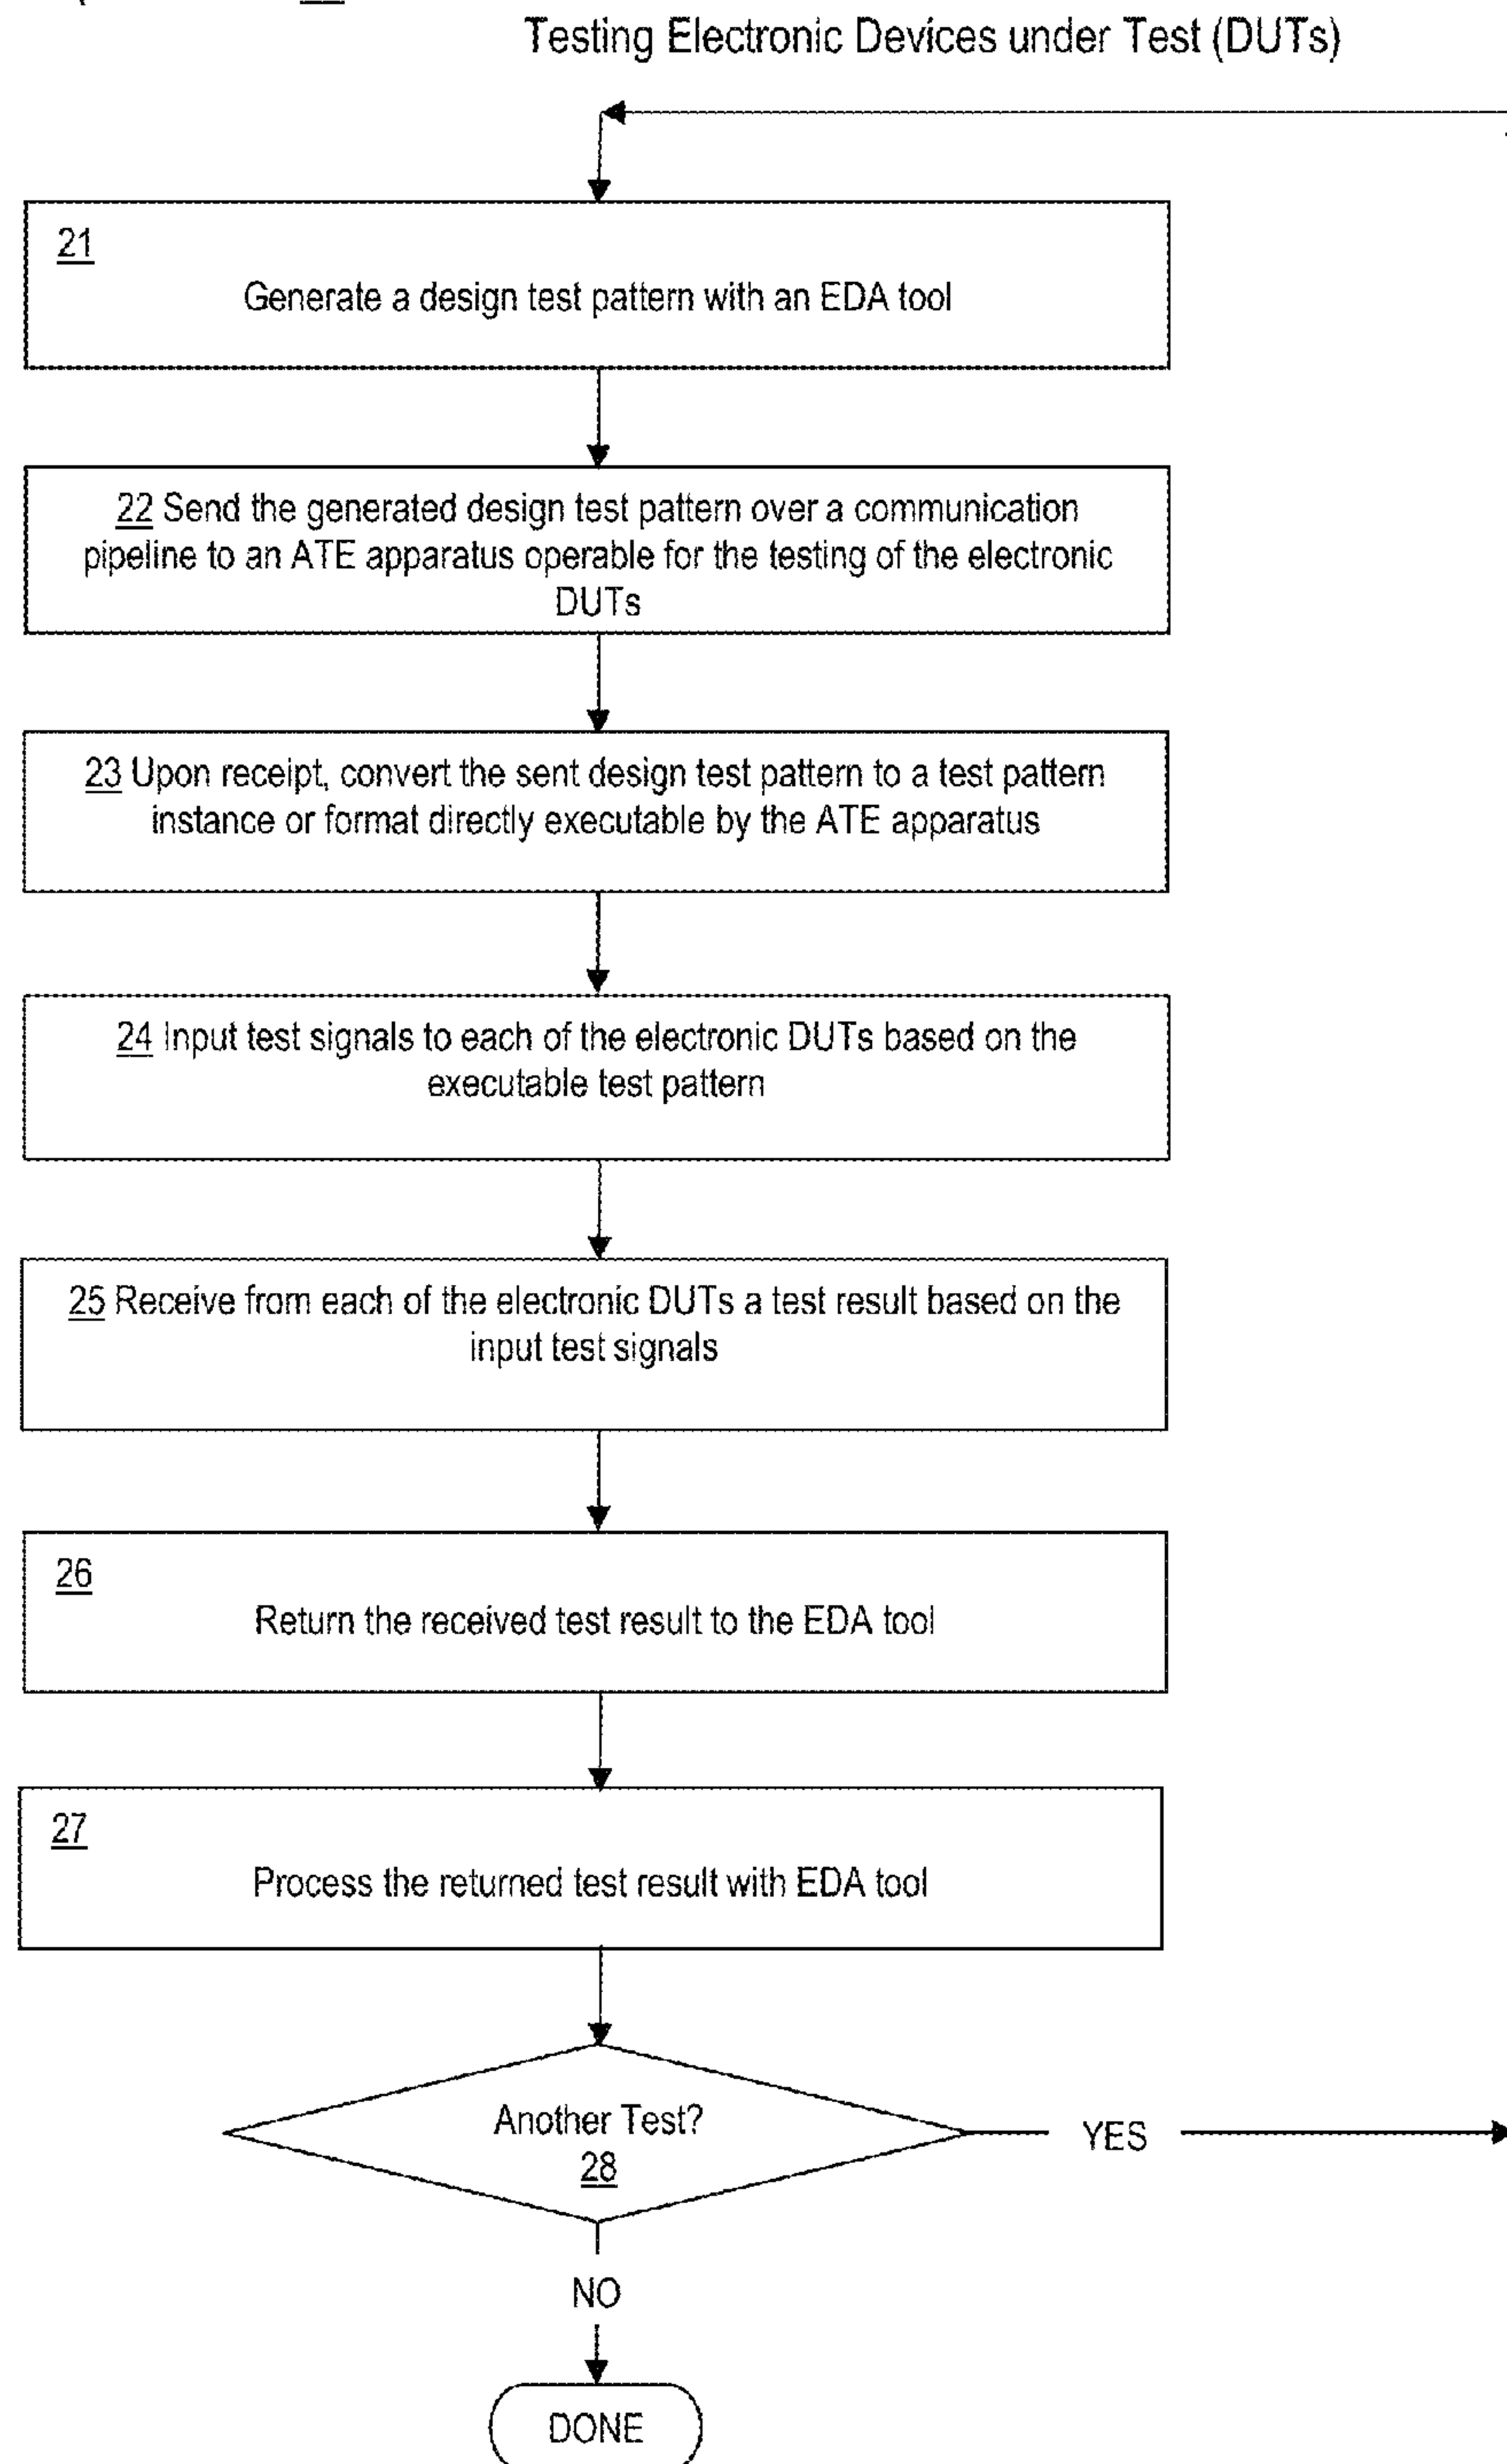 Testing Electronic Devices under Test (DUTs)
21
Generate a design test pattern with an EDA tool
22 Send the generated design test pattern over a communication
pipeline to an ATE apparatus operable for the testing of the electronic
DUTs
23 Upon receipt, convert the sent design test pattern to a test pattern
instance or format directly executable by the ATE apparatus
24 Input test signals to each of the electronic DUTs based on the
executable test pattern
25 Receive from each of the electronic DUTs a test result based on the
input test signals
26
Return the received test result to the EDA tool
27
Process the returned test result with EDA tool
Another Test?
28
YES
NO
DONE